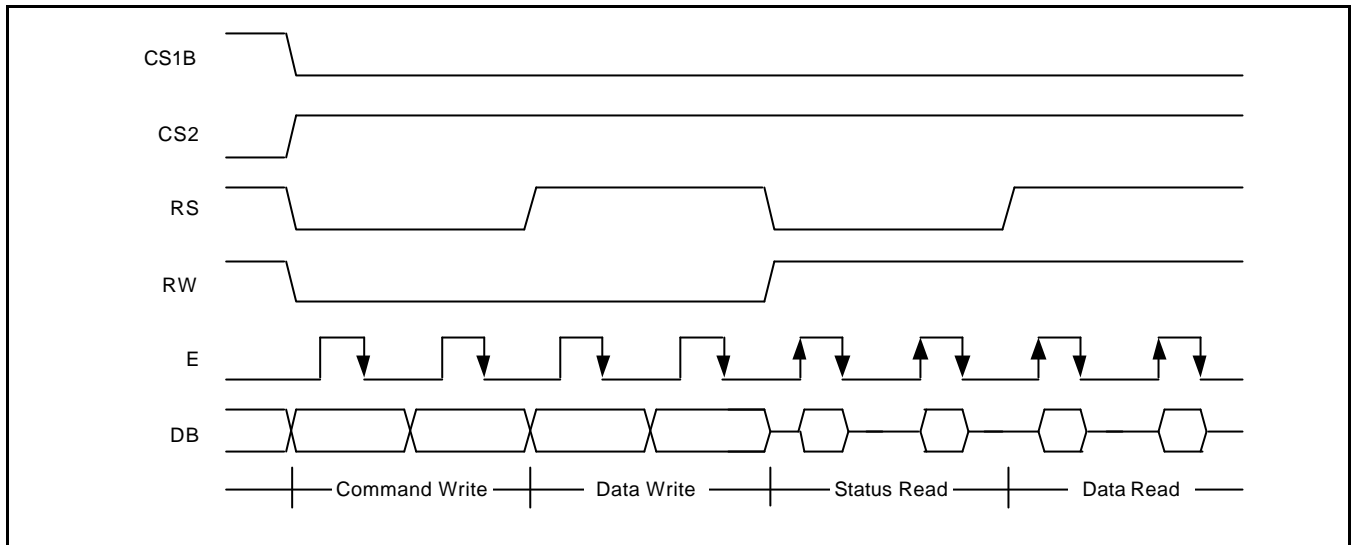 CS1B
CS2
RS
RW
E
DB
Command Write Data Write Status Read Data Read